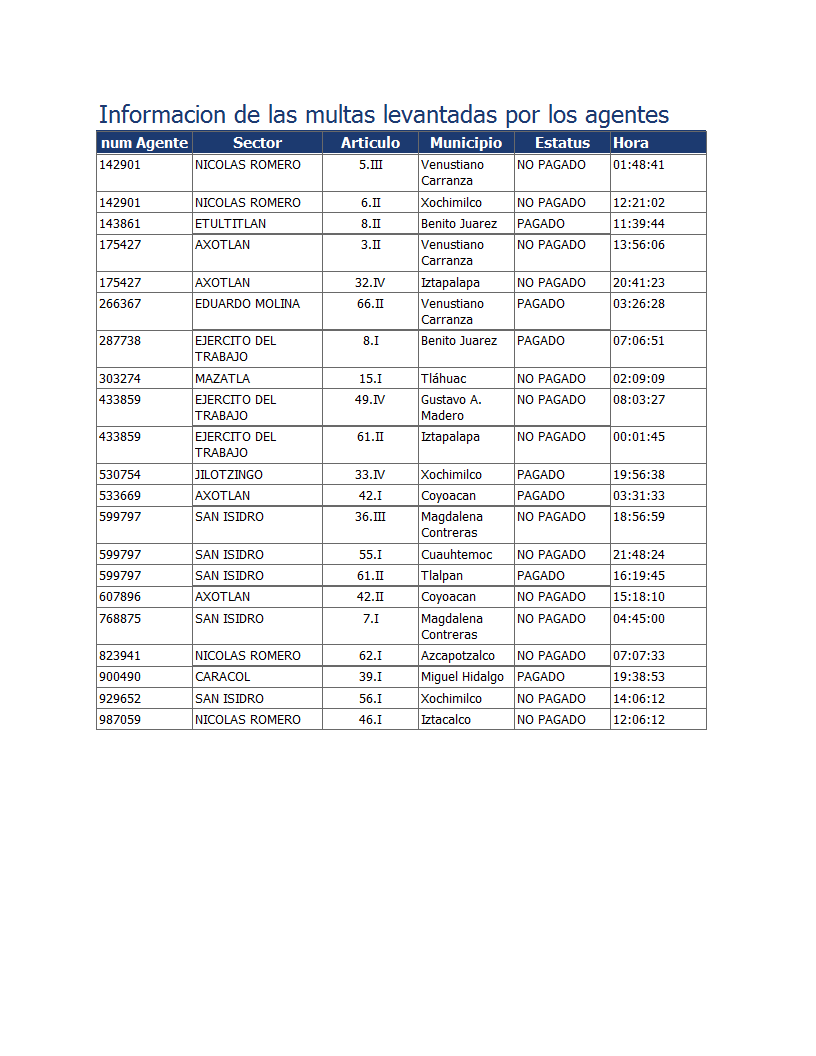 Informacion de las multas levantadas por los agentes
num Agente Sector Articulo Municipio Estatus Hora
142901 NICOLAS ROMERO 5.III Venustiano NO PAGADO 01:48:41
Carranza
142901 NICOLAS ROMERO 6.II Xochimilco NO PAGADO 12:21:02
143861 ETULTITLAN 8.II Benito Juarez PAGADO 11:39:44
175427 AXOTLAN 3.II Venustiano NO PAGADO 13:56:06
Carranza
175427 AXOTLAN 32.IV Iztapalapa NO PAGADO 20:41:23
266367 EDUARDO MOLINA 66.II Venustiano PAGADO 03:26:28
Carranza
287738 EJERCITO DEL 8.I Benito Juarez PAGADO 07:06:51
TRABAJO
303274 MAZATLA 15.I Tláhuac NO PAGADO 02:09:09
433859 EJERCITO DEL 49.IV Gustavo A. NO PAGADO 08:03:27
TRABAJO Madero
433859 EJERCITO DEL 61.II Iztapalapa NO PAGADO 00:01:45
TRABAJO
530754 JILOTZINGO 33.IV Xochimilco PAGADO 19:56:38
533669 AXOTLAN 42.I Coyoacan PAGADO 03:31:33
599797 SAN ISIDRO 36.III Magdalena NO PAGADO 18:56:59
Contreras
599797 SAN ISIDRO 55.I Cuauhtemoc NO PAGADO 21:48:24
599797 SAN ISIDRO 61.II Tlalpan PAGADO 16:19:45
607896 AXOTLAN 42.II Coyoacan NO PAGADO 15:18:10
768875 SAN ISIDRO 7.I Magdalena NO PAGADO 04:45:00
Contreras
823941 NICOLAS ROMERO 62.I Azcapotzalco NO PAGADO 07:07:33
900490 CARACOL 39.I Miguel Hidalgo PAGADO 19:38:53
929652 SAN ISIDRO 56.I Xochimilco NO PAGADO 14:06:12
987059 NICOLAS ROMERO 46.I Iztacalco NO PAGADO 12:06:12